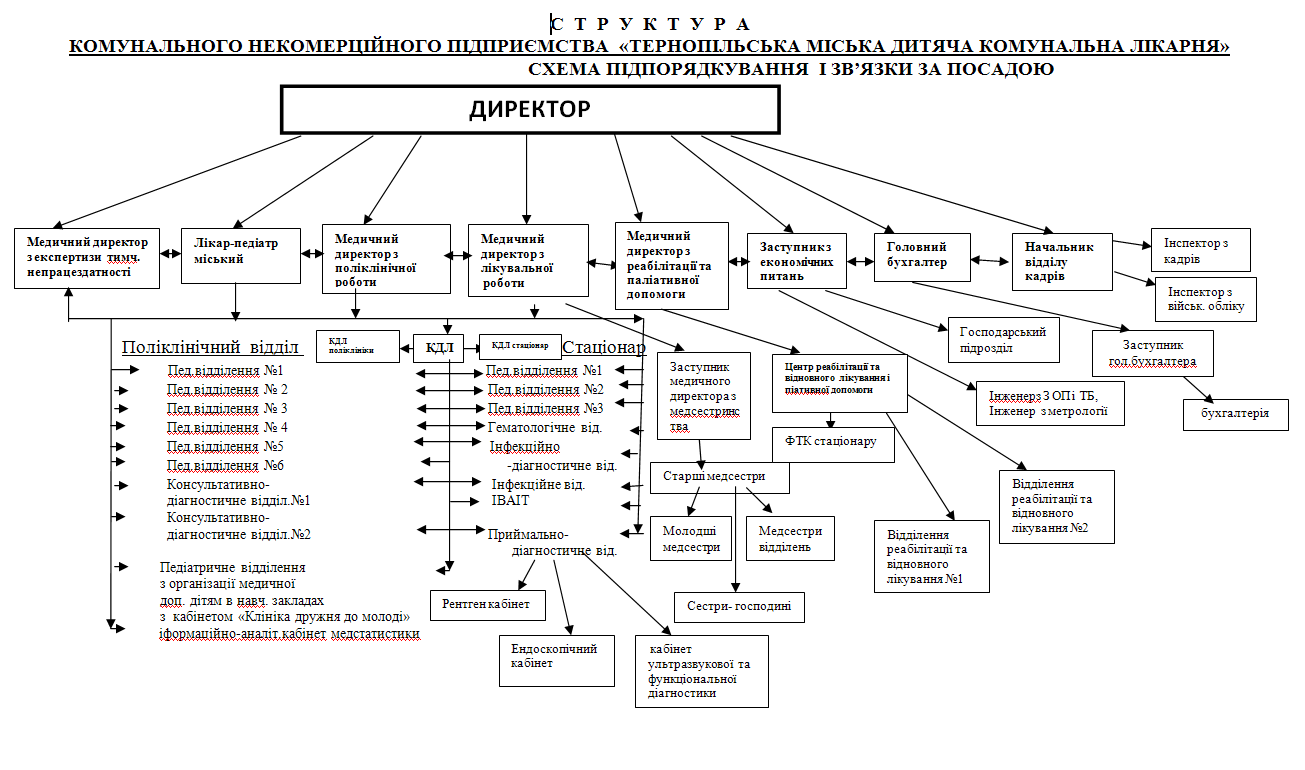 С Т Р У К Т У Р А
КОМУНАЛЬНОГО НЕКОМЕРЦІЙНОГО ПІДПРИЄМСТВА «ТЕРНОПІЛЬСЬКА МІСЬКА ДИТЯЧА КОМУНАЛЬНА ЛІКАРНЯ»
СХЕМА ПІДПОРЯДКУВАННЯ І ЗВ’ЯЗКИ ЗА ПОСАДОЮ
ДИРЕКТОР
Медичний директор
з експертизи тимч.
непрацездатності
Лікар-педіатр
міський
Медичний
директор з
поліклінічної
роботи
Медичний
директор з
лікувальної
роботи
Медичний
директор з
реабілітації та
паліативної
допомоги
Заступник з
економічних
питань
Головний
бухгалтер
Начальник
відділу
кадрів
Інспектор з
кадрів
Інспектор з
військ. обліку
Господарський
підрозділ
Заступник
гол.бухгалтера
бухгалтерія
Інженерз З ОП і ТБ,
Інженер з метрології
Поліклінічний відділ
КДЛ
поліклініки
КДЛ
КДЛ стаціонар
Стаціонар
Пед.відділення №1
Пед.відділення № 2
Пед.відділення № 3
Пед.відділення № 4
Пед.відділення №5
Пед.відділення №6
Консультативно-
діагностичне відділ.№1
Консультативно-
діагностичне відділ.№2
Педіатричне відділення
з організації медичної
доп. дітям в навч. закладах
з кабінетом «Клініка дружня до молоді»
іформаційно-аналіт.кабінет медстатистики
Пед.відділення №1
Пед.відділення №2
Пед.відділення №3
Гематологічне від.
Інфекційно
-діагностичне від.
Інфекційне від.
ІВАІТ
Приймально-
діагностичне від.
Рентген кабінет
Ендоскопічний
кабінет
кабінет
ультразвукової та
функціональної
діагностики
Заступник
медичного
директора з
медсестринс
тва
Старші медсестри
Молодші
медсестри
Медсестри
відділень
Сестри- господині
Центр реабілітації та
відновного лікування і
піативної допомоги
ФТК стаціонару
Відділення
реабілітації та
відновного
лікування №1
Відділення
реабілітації та
відновного
лікування №2